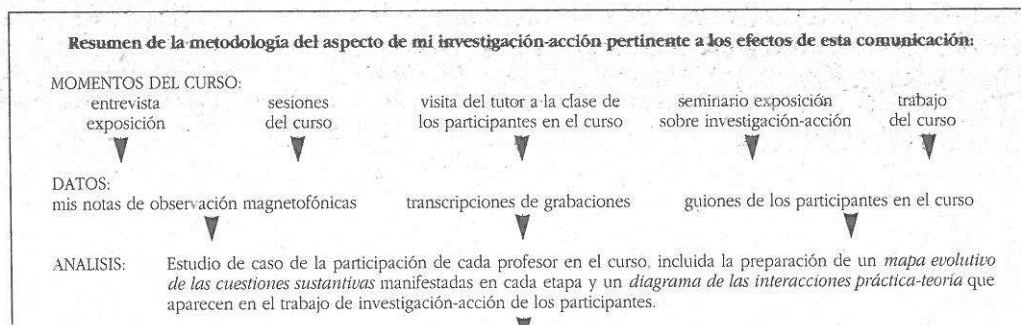 Resumen de la metodología del aspecto de mi investigación-acción pertinente a los efectos de esta comunicación:
MOMENTOS DEL CURSO:
entrevista exposición
sesiones del curso
visita del tutor a la clase de los participantes en el curso
seminario exposición sobre investigación-acción
trabajo del curso
DATOS:
mis notas de observación magnetofónicas
transcripciones de grabaciones
guiones de los participantes en el curso
ANALISIS: Estudio de caso de la participación de cada profesor en el curso, incluida la preparación de un mapa evolutivo
de las cuestiones sustantivas manifestadas en cada etapa y un diagrama de las interacciones práctica-teoría que
aparecen en el trabajo de investigación-acción de los participantes.